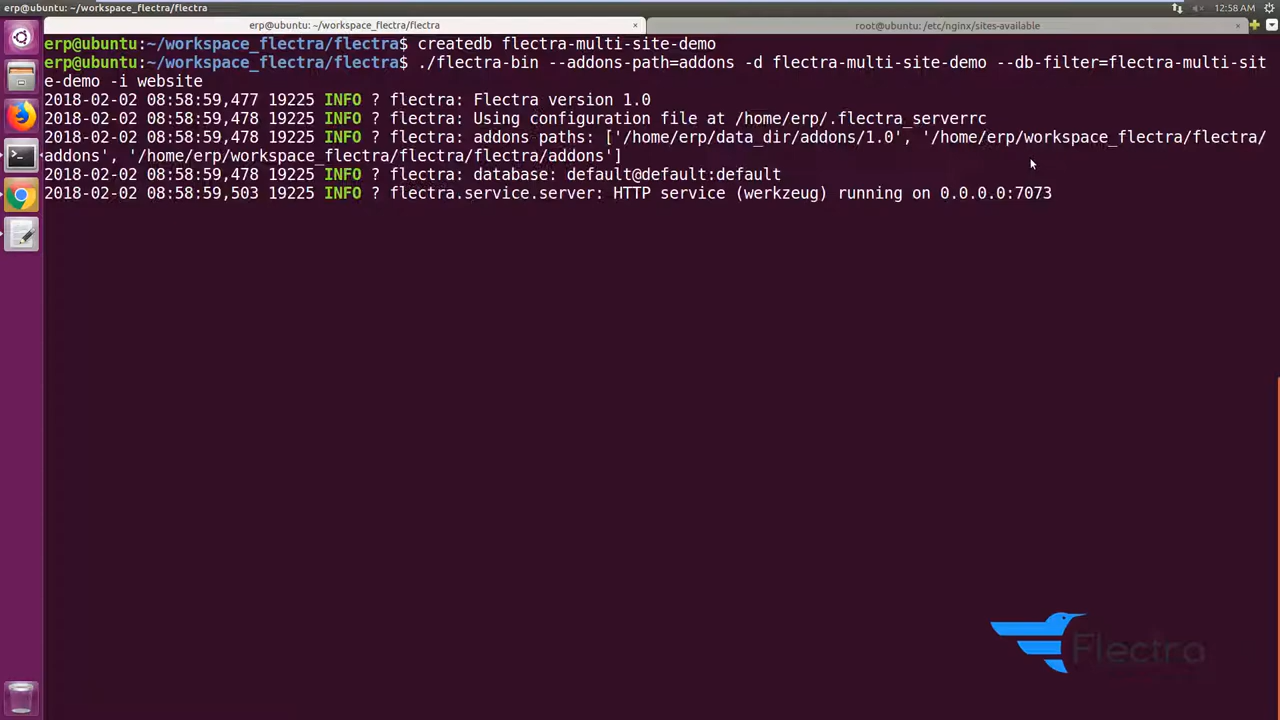 erp@ubuntu: ~/workspace_flectra/flectra
12:58 AM
erp@ubuntu: ~/workspace_flectra/flectra × root@ubuntu: /etc/nginx/sites-available ×
erp@ubuntu:~/workspace_flectra/flectra$ createdb flectra-multi-site-demo
erp@ubuntu:~/workspace_flectra/flectra$ ./flectra-bin --addons-path=addons -d flectra-multi-site-demo --db-filter=flectra-multi-sit
e-demo -i website
2018-02-02 08:58:59,477 19225 INFO ? flectra: Flectra version 1.0
2018-02-02 08:58:59,478 19225 INFO ? flectra: Using configuration file at /home/erp/.flectra_serverrc
2018-02-02 08:58:59,478 19225 INFO ? flectra: addons paths: ['/home/erp/data_dir/addons/1.0', '/home/erp/workspace_flectra/flectra/
addons', '/home/erp/workspace_flectra/flectra/flectra/addons']
2018-02-02 08:58:59,478 19225 INFO ? flectra: database: default@default:default
2018-02-02 08:58:59,503 19225 INFO ? flectra.service.server: HTTP service (werkzeug) running on 0.0.0.0:7073
Flectra